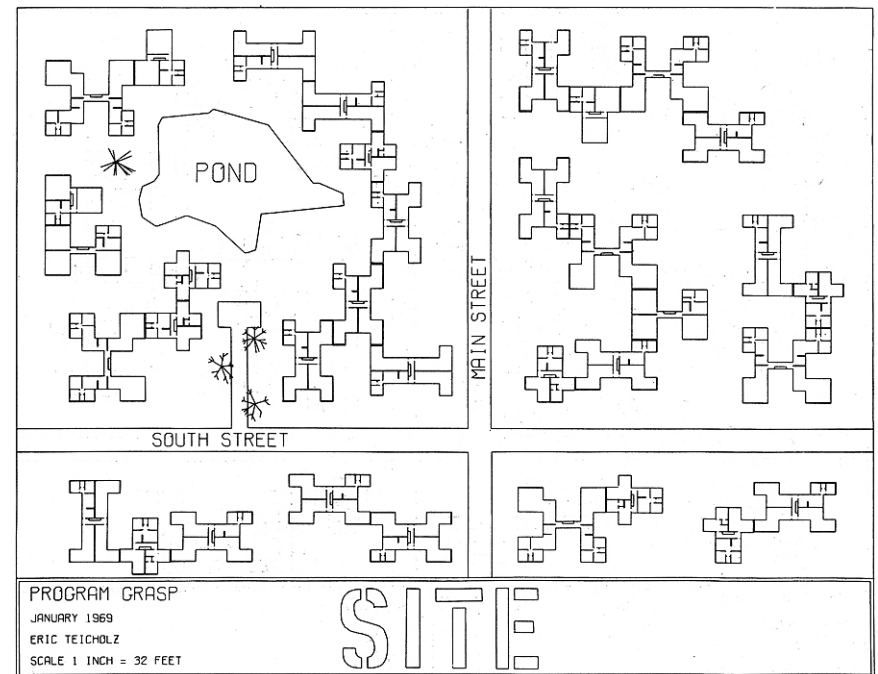 POND
MAIN STREET
SOUTH STREET
PROGRAM GRASP
JANUARY 1969
ERIC TEICHOLZ
SCALE 1 INCH = 32 FEET
SITE